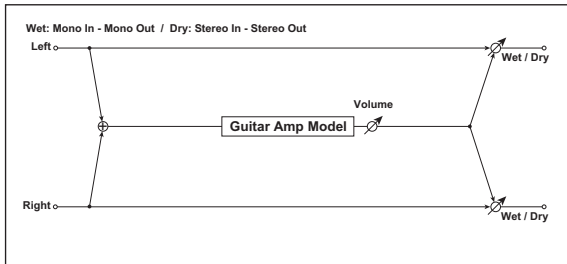 Wet: Mono In - Mono Out / Dry: Stereo In - Stereo Out
Left
Wet / Dry
Volume
Guitar Amp Model
Right
Wet / Dry